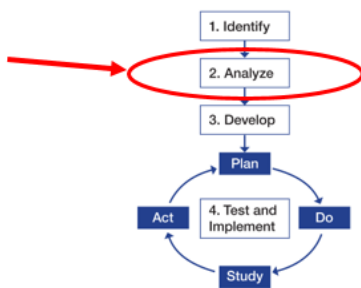 1. Identify
2. Analyze
3. Develop
Plan
Act
4. Test and
Implement
Do
Study